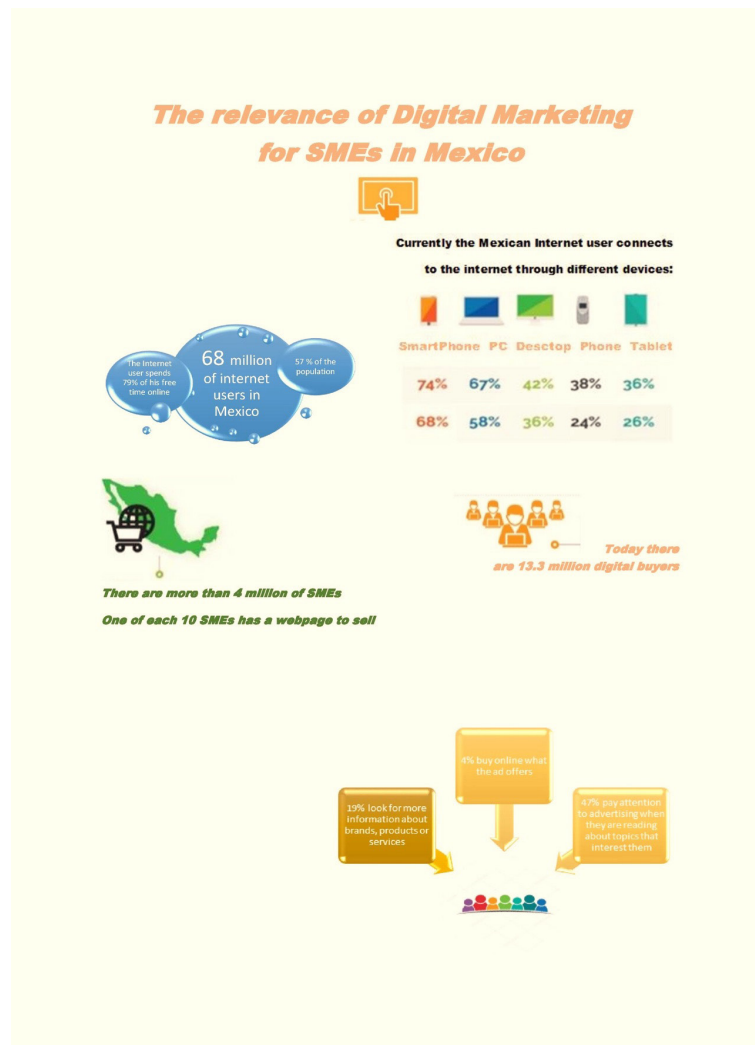 The relevance of Digital Marketing
for SMEs in Mexico
Currently the Mexican Internet user connects
to the internet through different devices:
SmartPhone PC Desctop Phone Tablet
74% 67% 42% 38% 36%
68% 58% 36% 24% 26%
The Internet
user spends
79% of his free
time online
68 million
of internet
users in
Mexico
57 % of the
population
There are more than 4 million of SMEs
One of each 10 SMEs has a webpage to sell
Today there
are 13.3 million digital buyers
4% buy online what
the ad offers
19% look for more
information about
brands, products or
services
47% pay attention
to advertising when
they are reading
about topics that
interest them